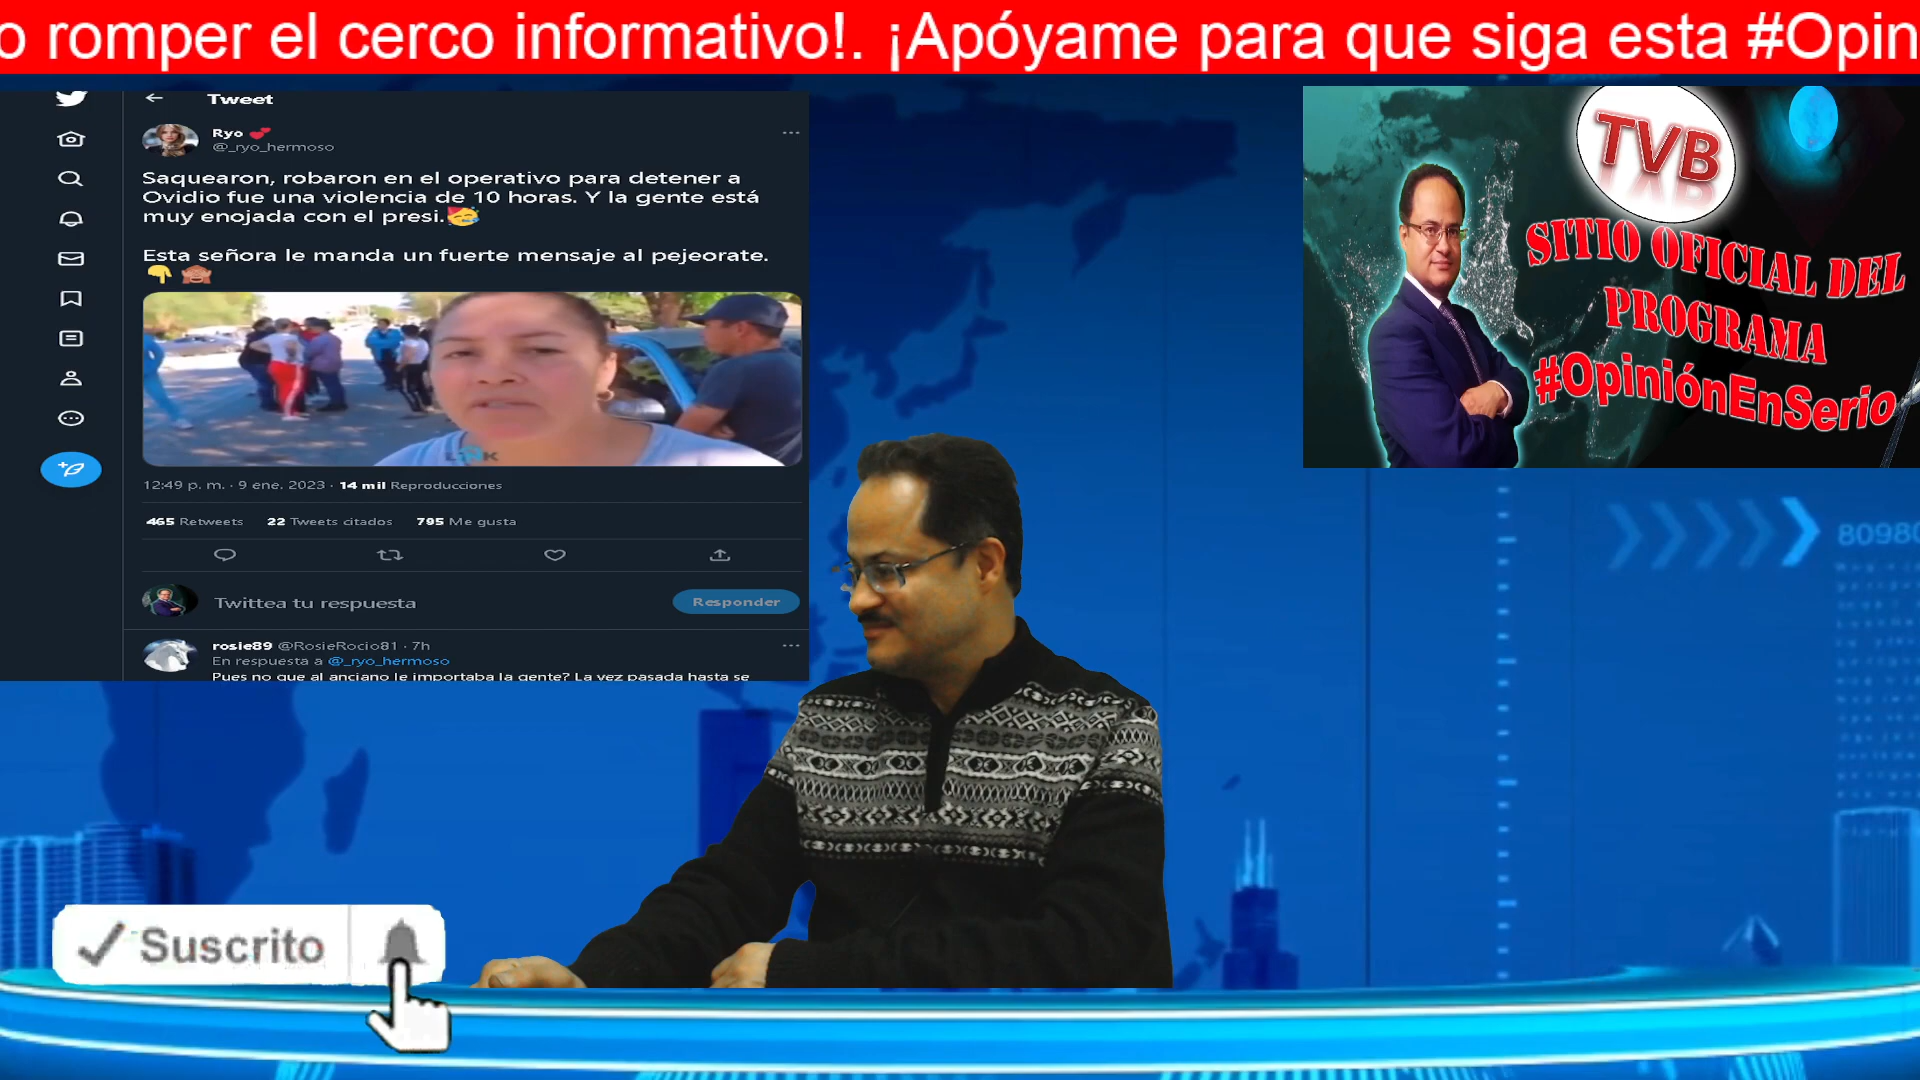 o romper el cerco informativo!. ¡Apóyame para que siga esta #Opin
Tweet
Ryo
@_ryo_hermoso
Saquearon, robaron en el operativo para detener a
Ovidio fue una violencia de 10 horas. Y la gente está
muy enojada con el presi.
Esta señora le manda un fuerte mensaje al pejeorate.
12:49 p. m. · 9 ene. 2023 · 14 mil Reproducciones
465 Retweets 22 Tweets citados 795 Me gusta
Twittea tu respuesta
Responder
rosie89 @RosieRocio81 · 7h
En respuesta a @_ryo_hermoso
Pues no que al anciano le importaba la gente? La vez pasada hasta se
TVB
SITIO OFICIAL DEL
PROGRAMA
#OpiniónEnSerio
8098
Suscrito